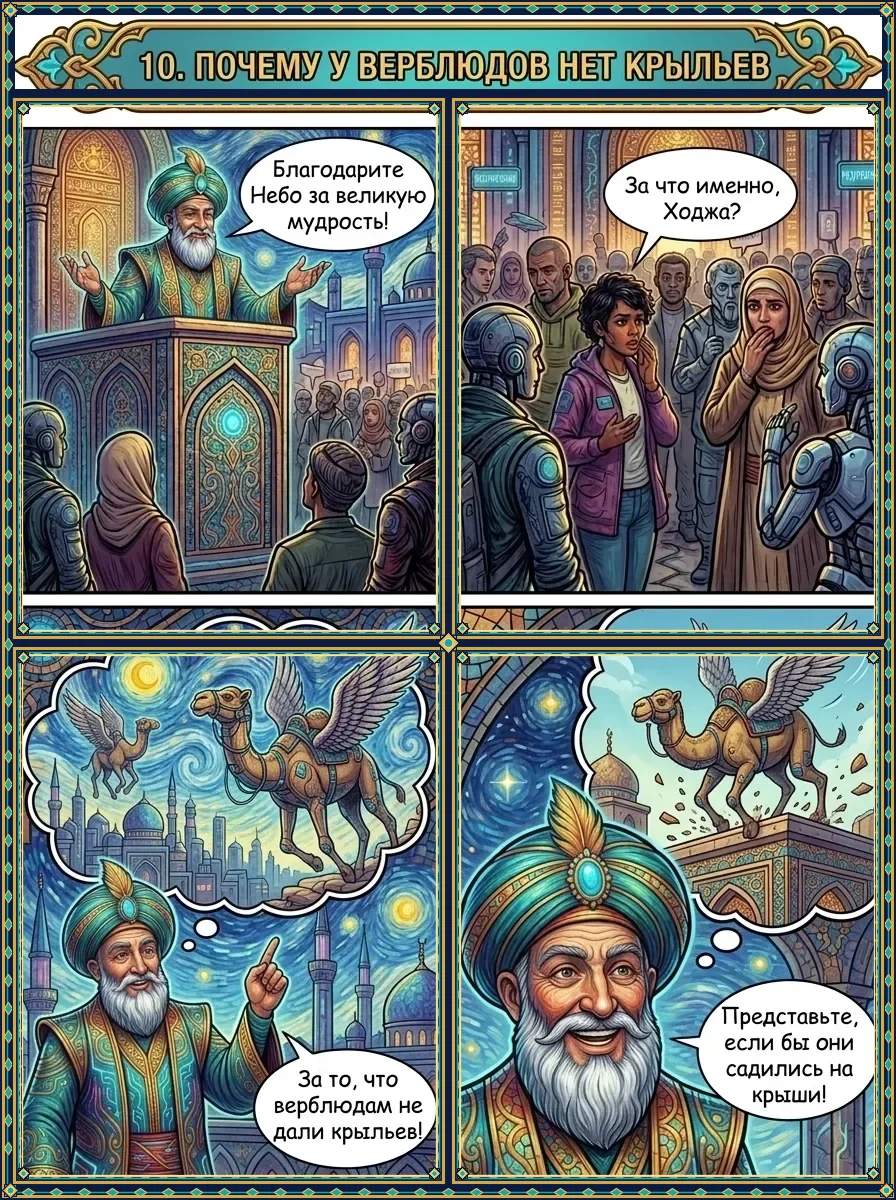 10. ПОЧЕМУ У ВЕРБЛЮДОВ НЕТ КРЫЛЬЕВ
Благодарите
Небо за великую
мудрость!
За что именно,
Ходжа?
За то, что
верблюдам не
дали крыльев!
Представьте,
если бы они
садились на
крыши!